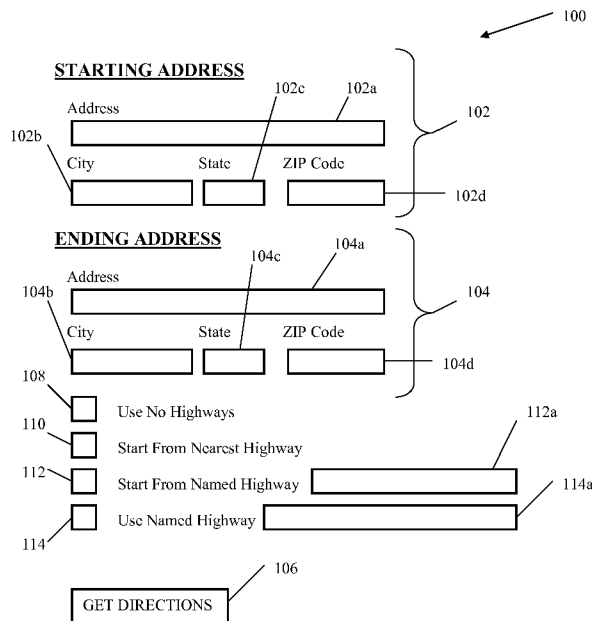 100
STARTING ADDRESS
102c
102a
Address
102b
102
City State ZIP Code
102d
ENDING ADDRESS
104a
104c
Address
104b
104
City State ZIP Code
104d
108
Use No Highways
110
112a
Start From Nearest Highway
112
Start From Named Highway
114a
Use Named Highway
114
106
GET DIRECTIONS